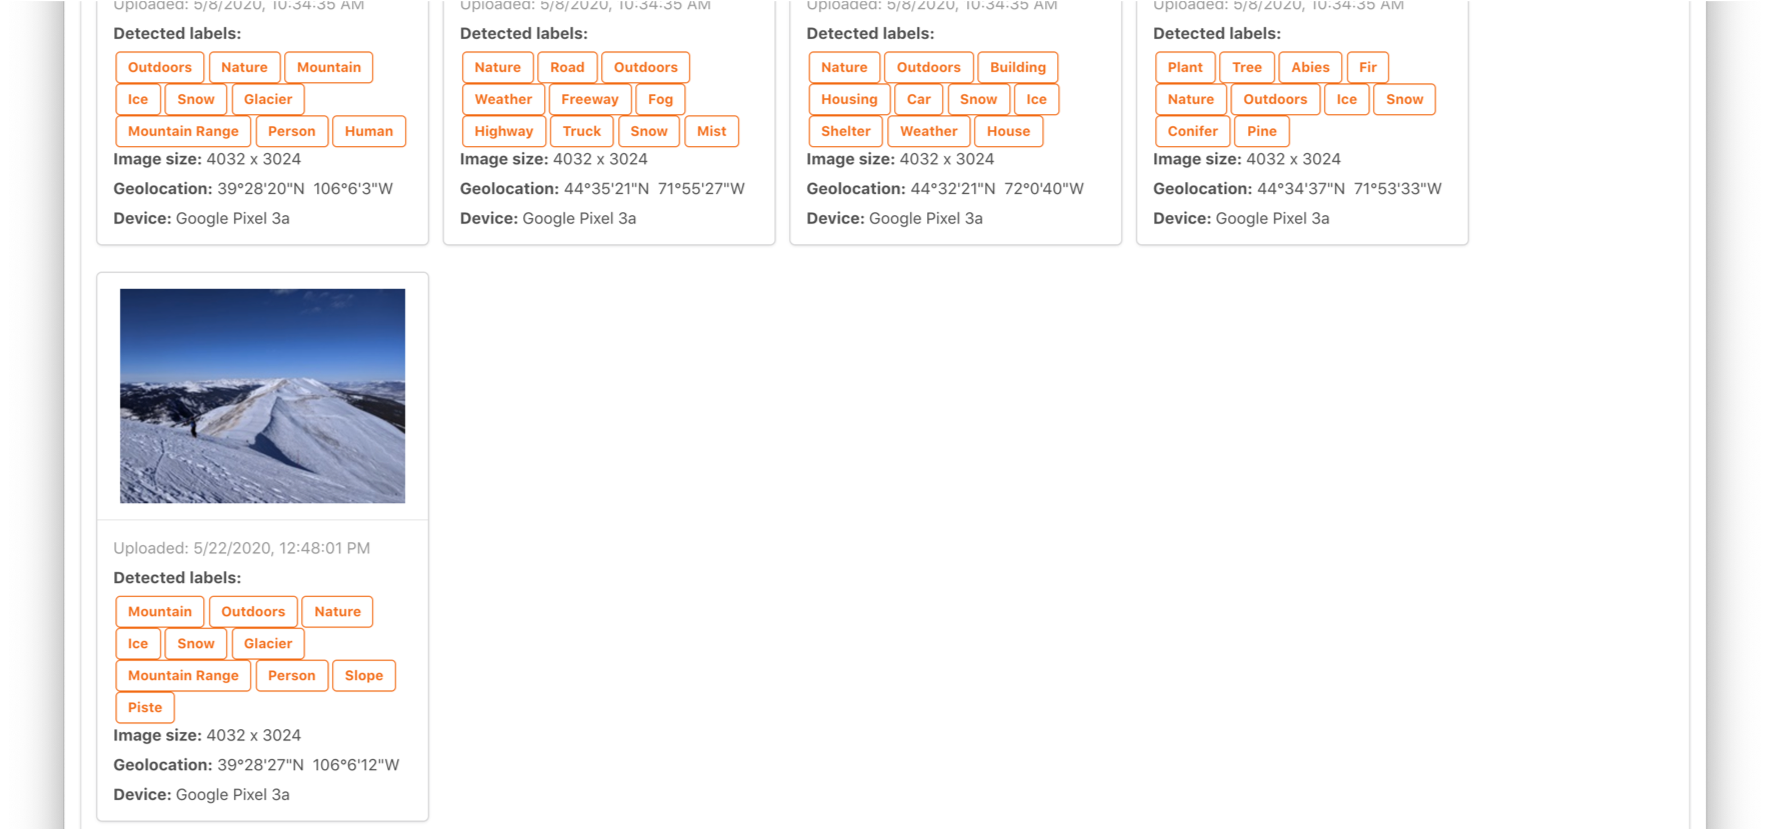 Uploaded: 5/8/2020, 10:34:35 AM
Detected labels:
Outdoors Nature Mountain
Ice Snow Glacier
Mountain Range Person Human
Image size: 4032 x 3024
Geolocation: 39°28'20"N 106°6'3"W
Device: Google Pixel 3a
Uploaded: 5/8/2020, 10:34:35 AM
Detected labels:
Nature Road Outdoors
Weather Freeway Fog
Highway Truck Snow Mist
Image size: 4032 x 3024
Geolocation: 44°35'21"N 71°55'27"W
Device: Google Pixel 3a
Uploaded: 5/8/2020, 10:34:35 AM
Detected labels:
Nature Outdoors Building
Housing Car Snow Ice
Shelter Weather House
Image size: 4032 x 3024
Geolocation: 44°32'21"N 72°0'40"W
Device: Google Pixel 3a
Uploaded: 5/8/2020, 10:34:35 AM
Detected labels:
Plant Tree Abies Fir
Nature Outdoors Ice Snow
Conifer Pine
Image size: 4032 x 3024
Geolocation: 44°34'37"N 71°53'33"W
Device: Google Pixel 3a
Uploaded: 5/22/2020, 12:48:01 PM
Detected labels:
Mountain Outdoors Nature
Ice Snow Glacier
Mountain Range Person Slope
Piste
Image size: 4032 x 3024
Geolocation: 39°28'27"N 106°6'12"W
Device: Google Pixel 3a